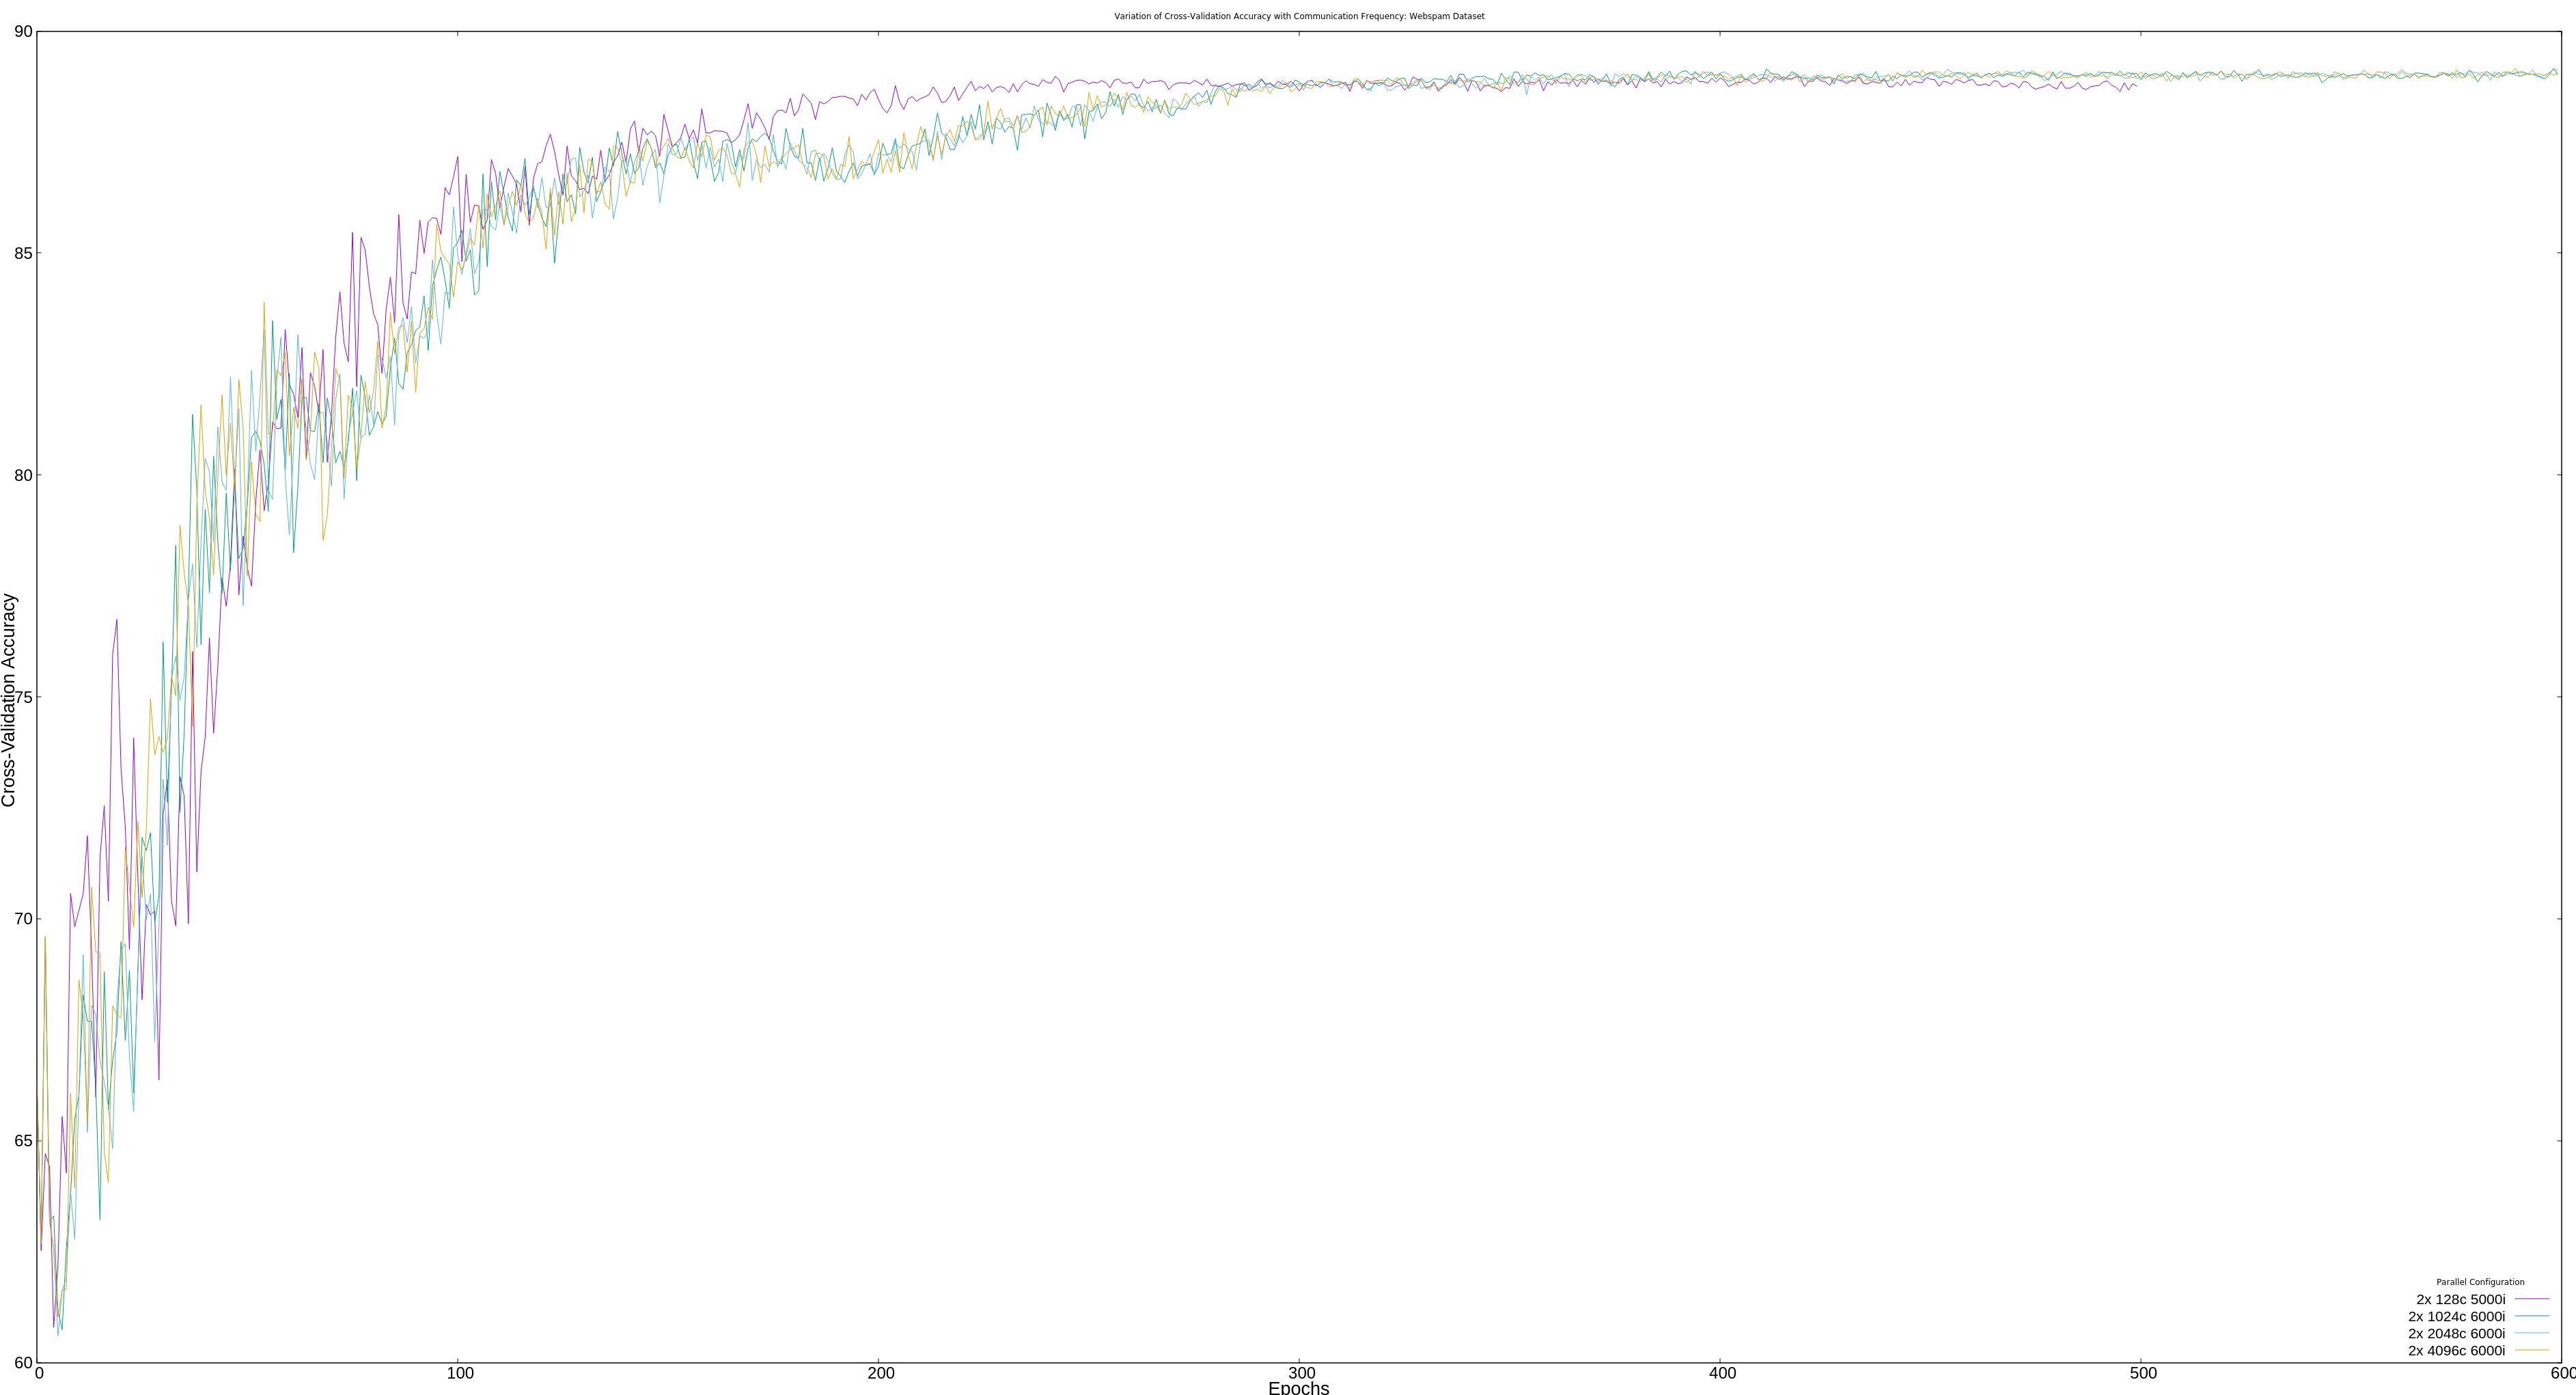 Variation of Cross-Validation Accuracy with Communication Frequency: Webspam Dataset
90
85
80
75
70
65
60
Cross-Validation Accuracy
0 100 200 300 400 500 600
Epochs
Parallel Configuration
2x 128c 5000i
2x 1024c 6000i
2x 2048c 6000i
2x 4096c 6000i